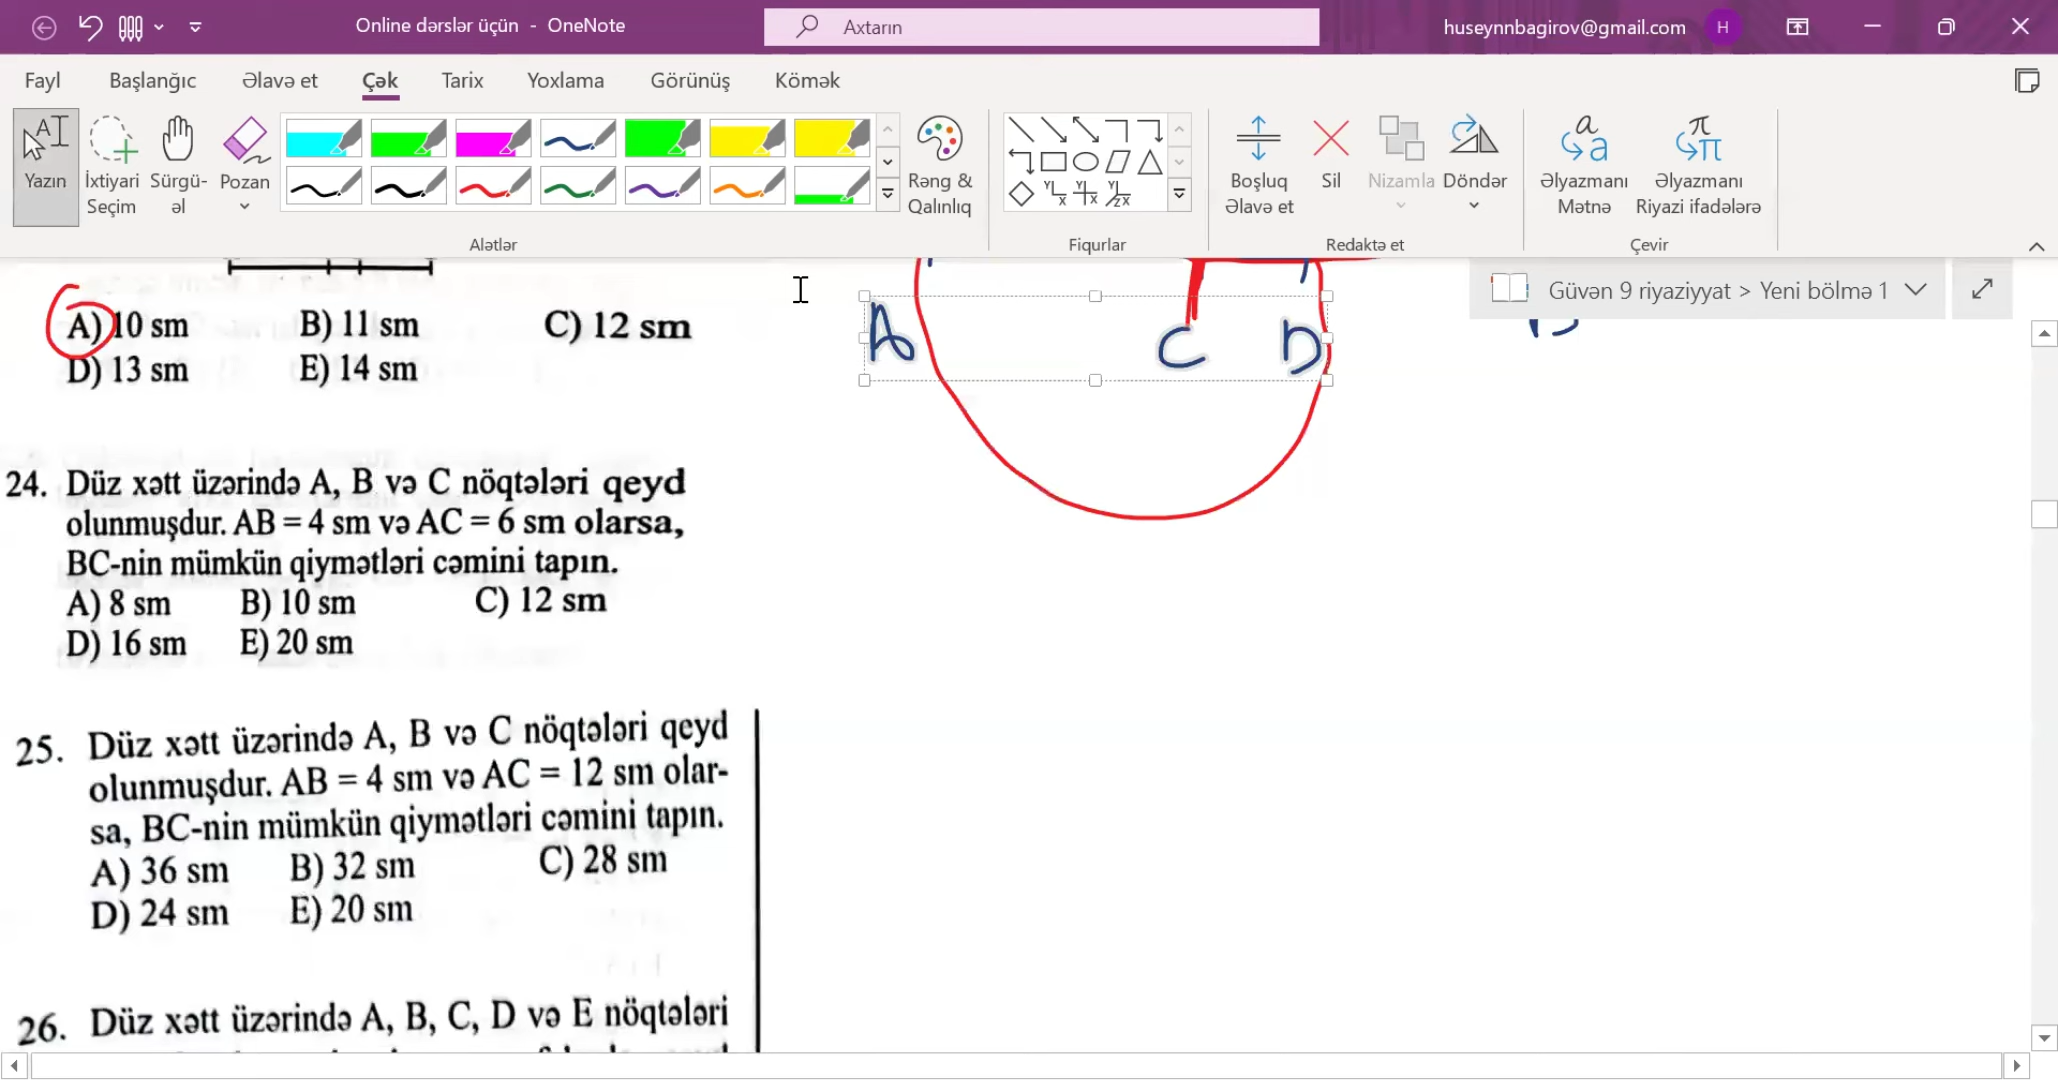 Online dərslər üçün - OneNote
Axtarın
huseynnbagirov@gmail.com
H
Fayl Başlanğıc Əlavə et Çək Tarix Yoxlama Görünüş Kömək
Yazın
İxtiyari Seçim
Sürgü-əl
Pozan
Rəng & Qalınlıq
Boşluq Əlavə et
Sil
Nizamla
Döndər
Əlyazmanı Mətnə
Əlyazmanı Riyazi ifadələrə
Alətlər
Fiqurlar
Redaktə et
Çevir
Güvən 9 riyaziyyat > Yeni bölmə 1
A) 10 sm B) 11 sm C) 12 sm
D) 13 sm E) 14 sm
A C D
24. Düz xətt üzərində A, B və C nöqtələri qeyd
olunmuşdur. AB = 4 sm və AC = 6 sm olarsa,
BC-nin mümkün qiymətləri cəmini tapın.
A) 8 sm B) 10 sm C) 12 sm
D) 16 sm E) 20 sm
25. Düz xətt üzərində A, B və C nöqtələri qeyd
olunmuşdur. AB = 4 sm və AC = 12 sm olar-
sa, BC-nin mümkün qiymətləri cəmini tapın.
A) 36 sm B) 32 sm C) 28 sm
D) 24 sm E) 20 sm
26. Düz xətt üzərində A, B, C, D və E nöqtələri